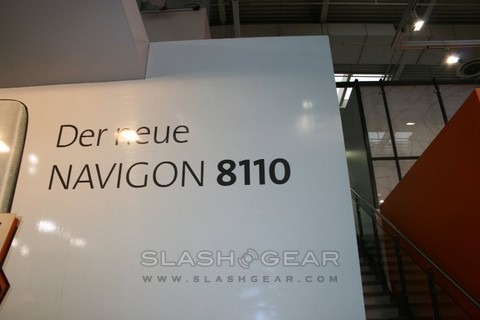 Der neue
NAVIGON 8110
SLASHGEAR
WWW.SLASHGEAR.COM